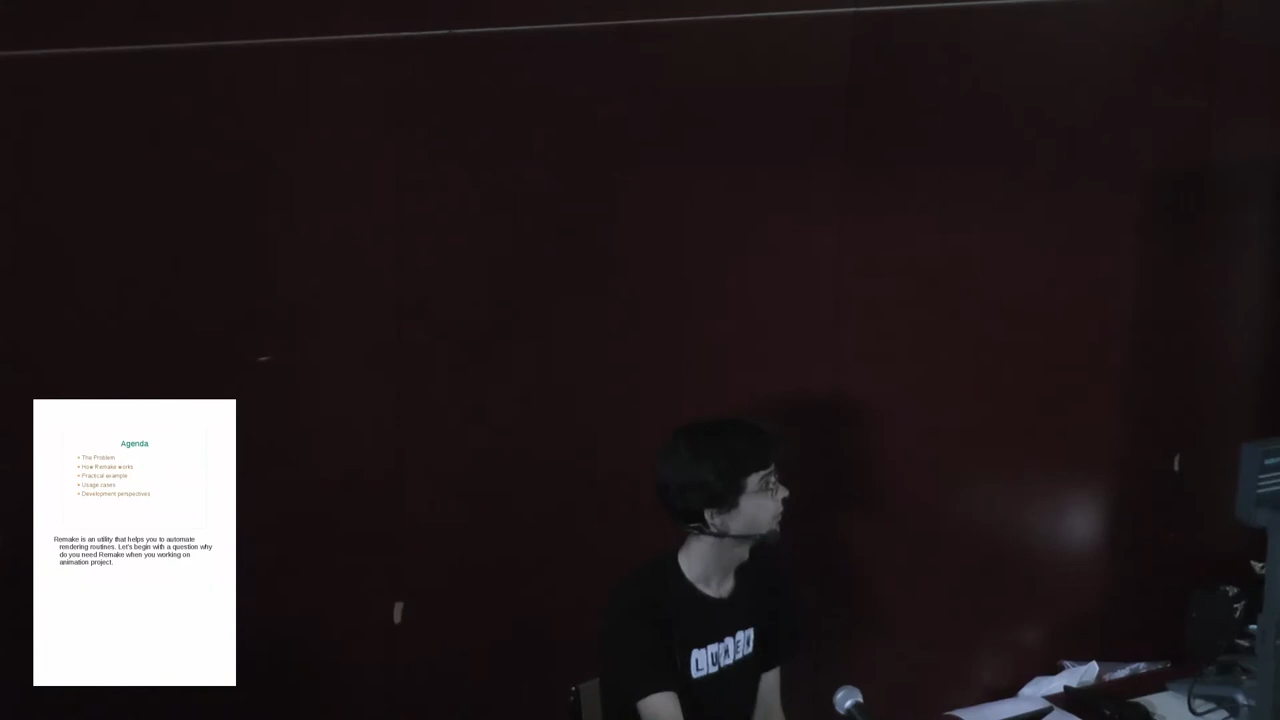 Agenda
The Problem
How Remake works
Practical example
Usage cases
Development perspectives
Remake is an utility that helps you to automate
rendering routines. Let's begin with a question why
do you need Remake when you working on
animation project.
LUREN